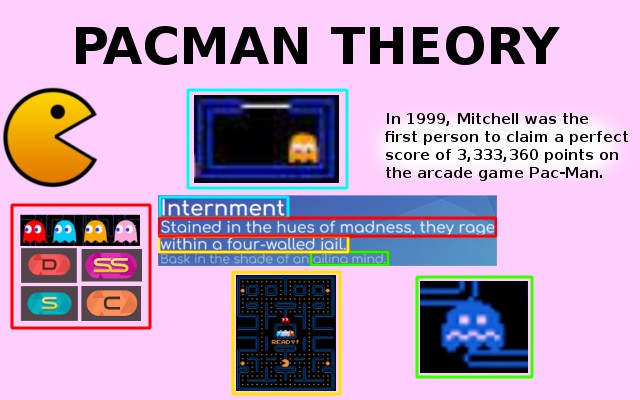 PACMAN THEORY
In 1999, Mitchell was the
first person to claim a perfect
score of 3,333,360 points on
the arcade game Pac-Man.
Internment
Stained in the hues of madness, they rage
within a four-walled jail.
Bask in the shade of an ailing mind.
D
SS
S
C
READY!